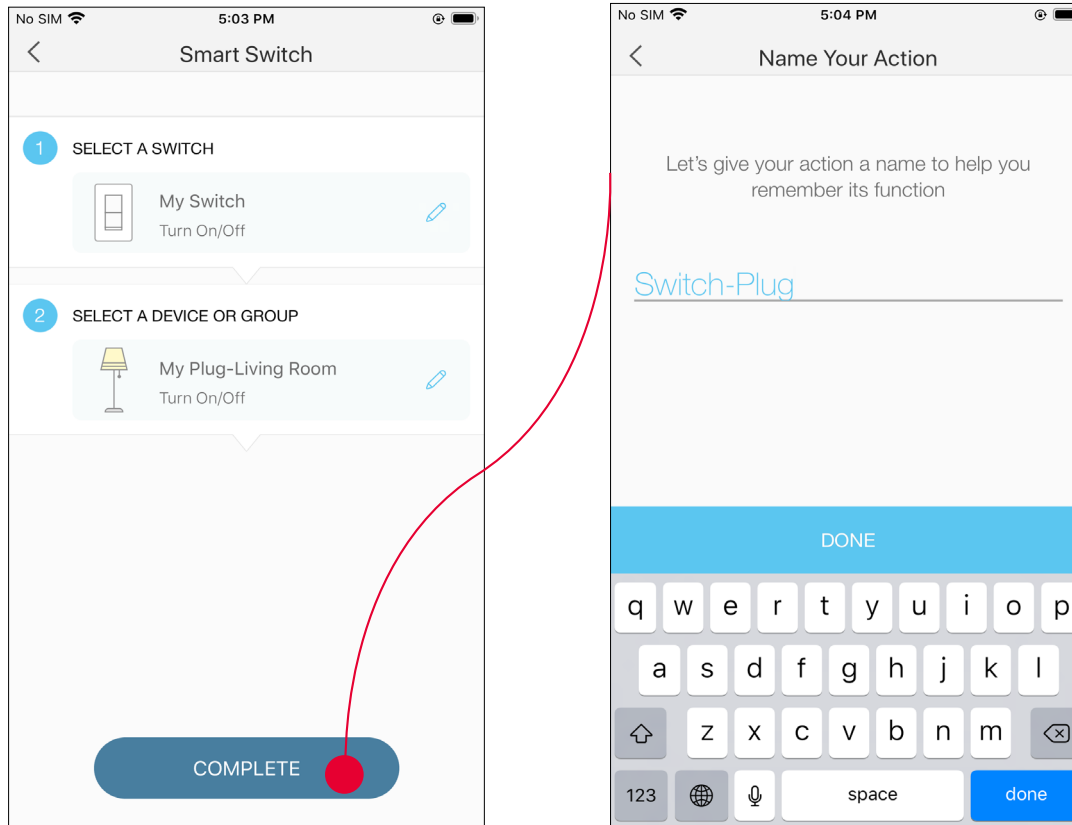 No SIM 5:03 PM
Smart Switch
1 SELECT A SWITCH
My Switch
Turn On/Off
2 SELECT A DEVICE OR GROUP
My Plug-Living Room
Turn On/Off
COMPLETE
No SIM 5:04 PM
Name Your Action
Let's give your action a name to help you
remember its function
Switch-Plug
DONE
q w e r t y u i o p
a s d f g h j k l
z x c v b n m
123 space done